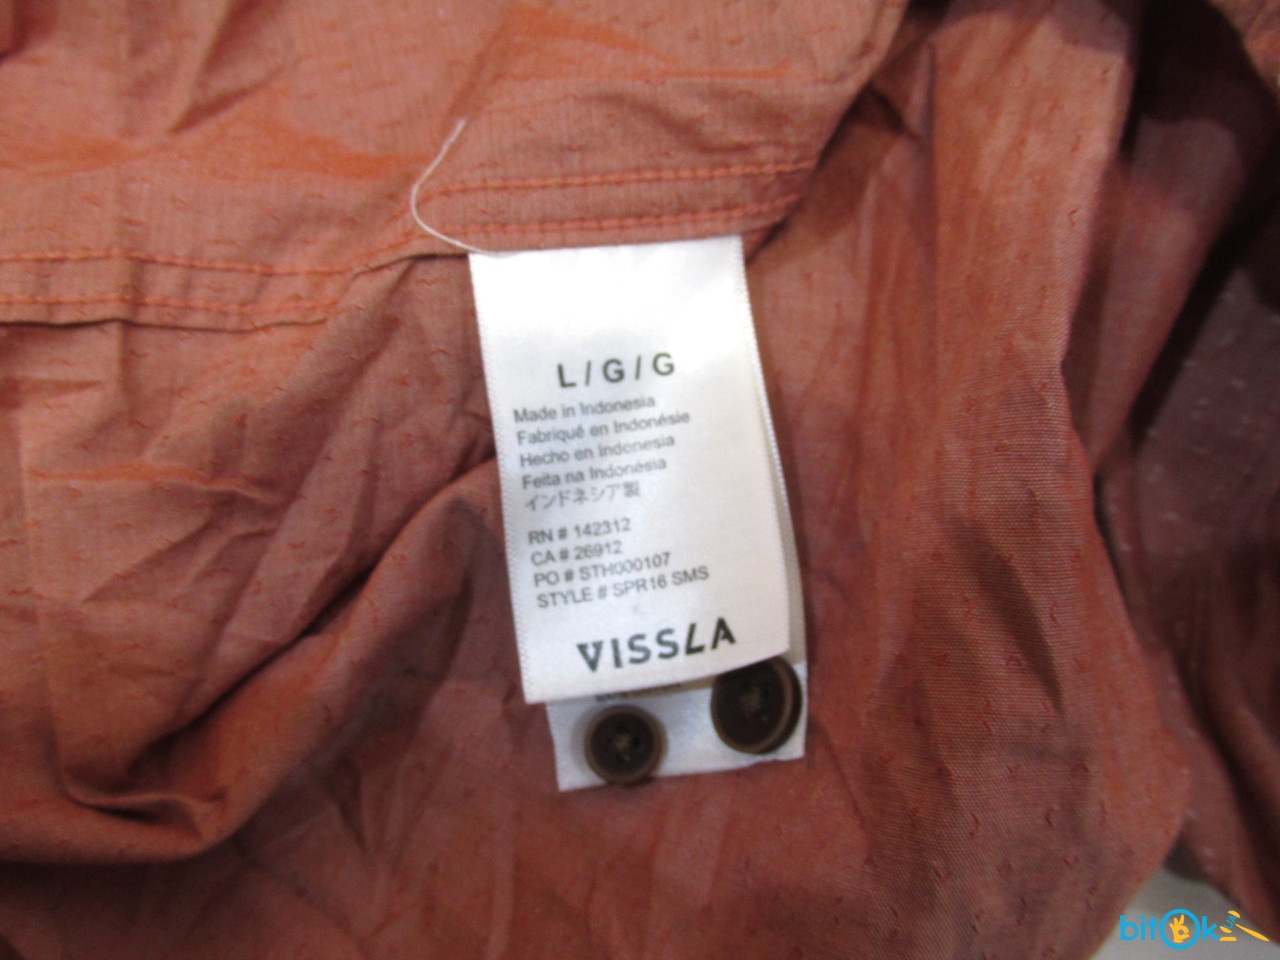 L / G / G
Made in Indonesia
Fabriqué en Indonésie
Hecho en Indonesia
Feita na Indonésia
インドネシア製
RN # 142312
CA # 26912
PO # STH000107
STYLE # SPR16 SMS
VISSLA
bitOk